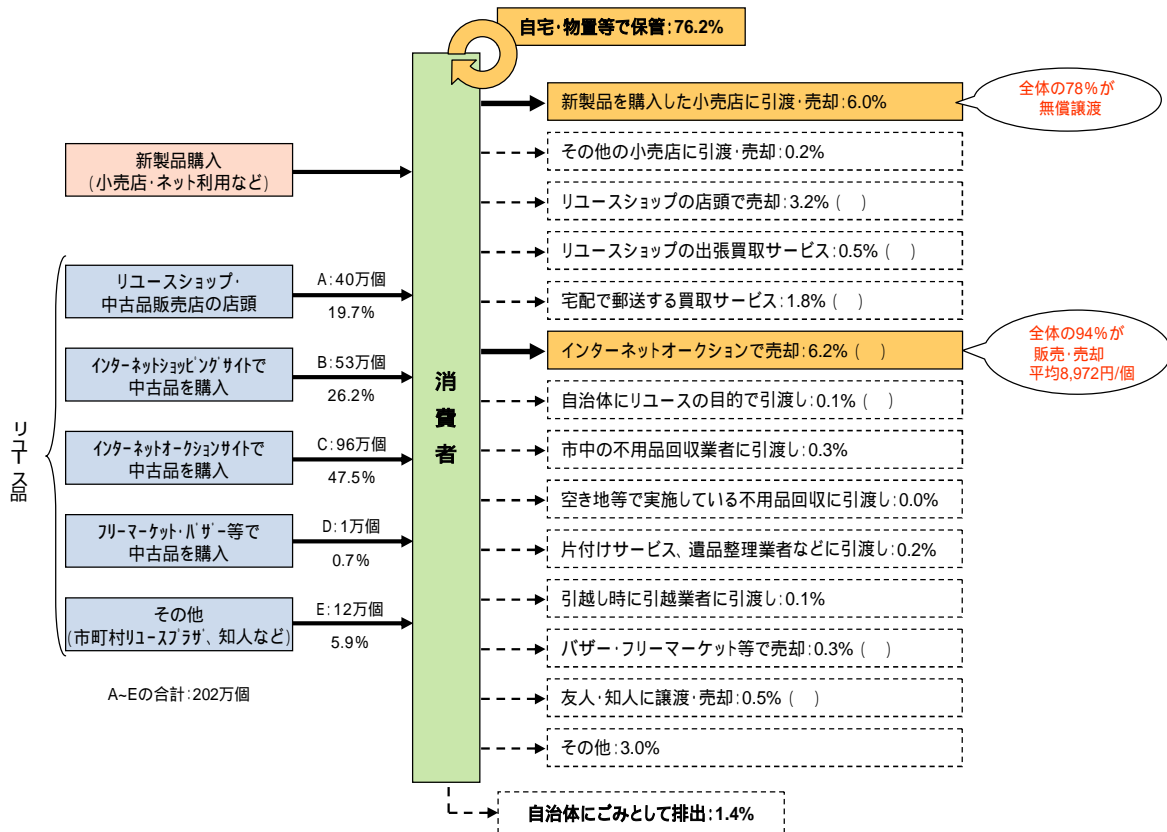 自宅・物置等で保管:76.2%
新製品を購入した小売店に引渡・売却:6.0%
全体の78%が
無償譲渡
その他の小売店に引渡・売却:0.2%
新製品購入
(小売店・ネット利用など)
リユースショップの店頭で売却:3.2% ( )
リユースショップの出張買取サービス:0.5% ( )
リユースショップ・
中古品販売店の店頭
A:40万個
19.7%
宅配で郵送する買取サービス:1.8% ( )
インターネットオークションで売却:6.2% ( )
全体の94%が
販売・売却
平均8,972円/個
インターネットショッピングサイトで
中古品を購入
B:53万個
26.2%
消費者
自治体にリユースの目的で引渡し:0.1% ( )
リユース品
インターネットオークションサイトで
中古品を購入
C:96万個
47.5%
市中の不用品回収業者に引渡し:0.3%
空き地等で実施している不用品回収に引渡し:0.0%
フリーマーケット・バザー等で
中古品を購入
D:1万個
0.7%
片付けサービス、遺品整理業者などに引渡し:0.2%
引越し時に引越業者に引渡し:0.1%
その他
(市町村リユースプラザ、知人など)
E:12万個
5.9%
バザー・フリーマーケット等で売却:0.3% ( )
A~Eの合計:202万個
友人・知人に譲渡・売却:0.5% ( )
その他:3.0%
自治体にごみとして排出:1.4%